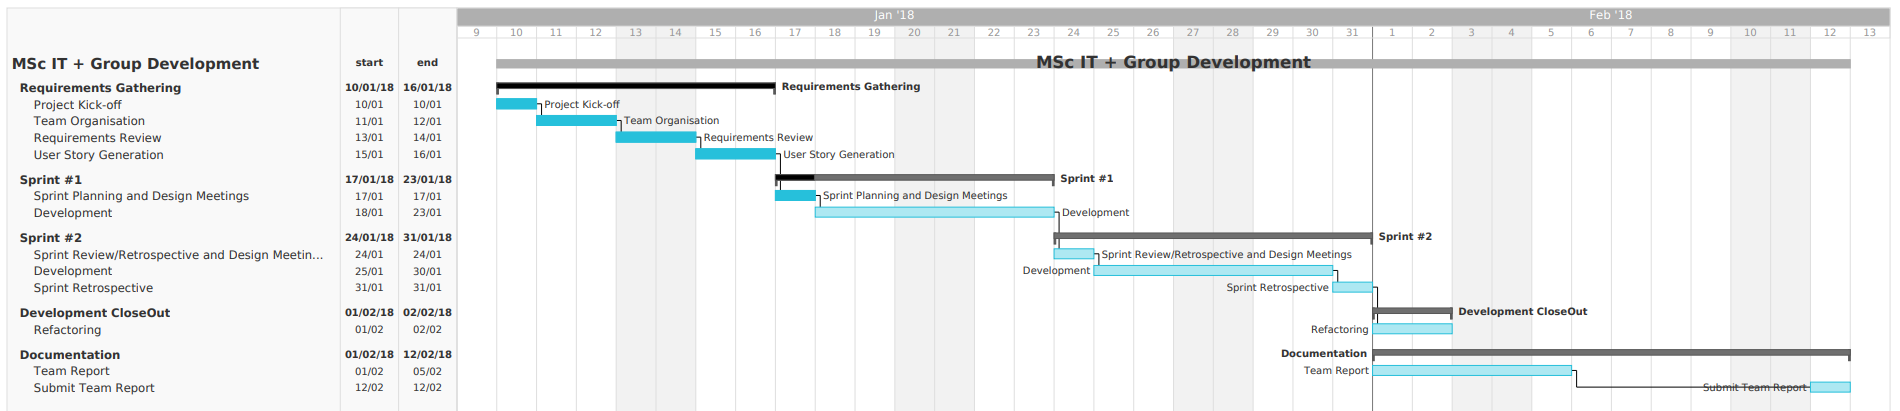 Jan '18 Feb '18
9 10 11 12 13 14 15 16 17 18 19 20 21 22 23 24 25 26 27 28 29 30 31 1 2 3 4 5 6 7 8 9 10 11 12 13
MSc IT + Group Development start end MSc IT + Group Development
Requirements Gathering 10/01/18 16/01/18 Requirements Gathering
Project Kick-off 10/01 10/01 Project Kick-off
Team Organisation 11/01 12/01 Team Organisation
Requirements Review 13/01 14/01 Requirements Review
User Story Generation 15/01 16/01 User Story Generation
Sprint #1 17/01/18 23/01/18 Sprint #1
Sprint Planning and Design Meetings 17/01 17/01 Sprint Planning and Design Meetings
Development 18/01 23/01 Development
Sprint #2 24/01/18 31/01/18 Sprint #2
Sprint Review/Retrospective and Design Meetin... 24/01 24/01 Sprint Review/Retrospective and Design Meetings
Development 25/01 30/01 Development
Sprint Retrospective 31/01 31/01 Sprint Retrospective
Development CloseOut 01/02/18 02/02/18 Development CloseOut
Refactoring 01/02 02/02 Refactoring
Documentation 01/02/18 12/02/18 Documentation
Team Report 01/02 05/02 Team Report
Submit Team Report 12/02 12/02 Submit Team Report